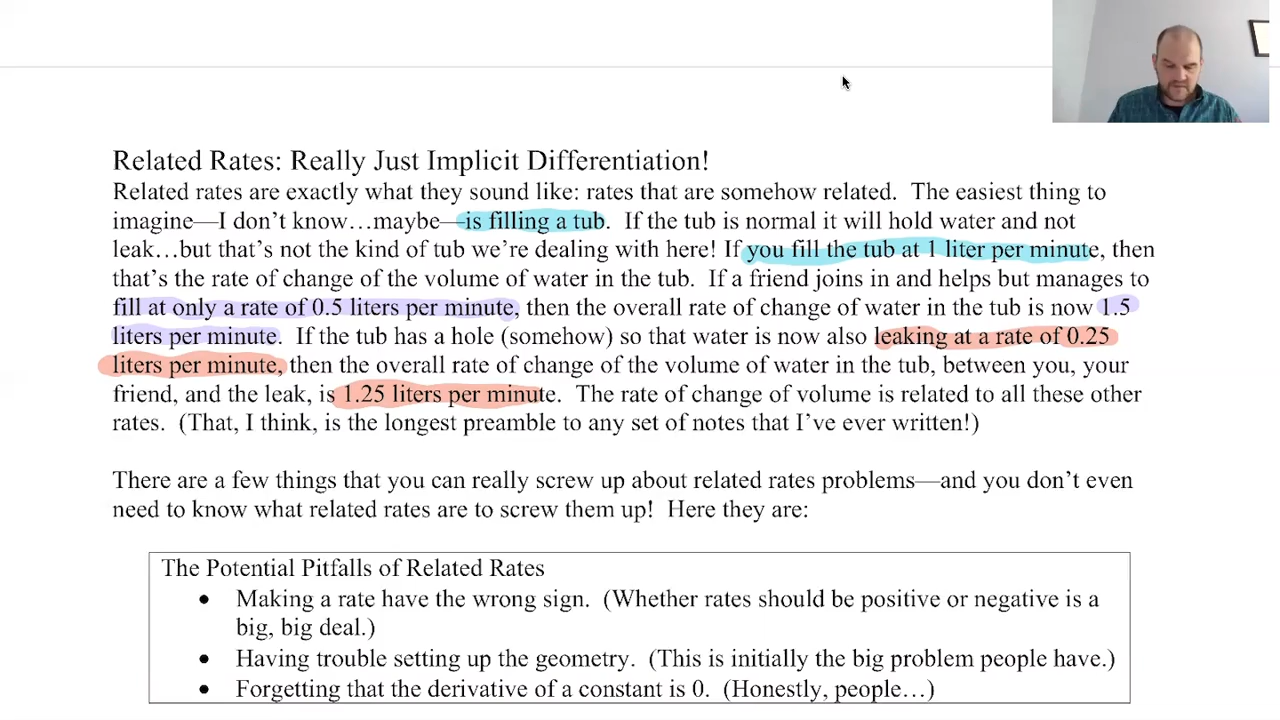 Related Rates: Really Just Implicit Differentiation!
Related rates are exactly what they sound like: rates that are somehow related.  The easiest thing to
imagine—I don’t know…maybe—is filling a tub.  If the tub is normal it will hold water and not
leak…but that’s not the kind of tub we’re dealing with here! If you fill the tub at 1 liter per minute, then
that’s the rate of change of the volume of water in the tub.  If a friend joins in and helps but manages to
fill at only a rate of 0.5 liters per minute, then the overall rate of change of water in the tub is now 1.5
liters per minute.  If the tub has a hole (somehow) so that water is now also leaking at a rate of 0.25
liters per minute, then the overall rate of change of the volume of water in the tub, between you, your
friend, and the leak, is 1.25 liters per minute.  The rate of change of volume is related to all these other
rates.  (That, I think, is the longest preamble to any set of notes that I’ve ever written!)
There are a few things that you can really screw up about related rates problems—and you don’t even
need to know what related rates are to screw them up!  Here they are:
The Potential Pitfalls of Related Rates
• Making a rate have the wrong sign.  (Whether rates should be positive or negative is a
big, big deal.)
• Having trouble setting up the geometry.  (This is initially the big problem people have.)
• Forgetting that the derivative of a constant is 0.  (Honestly, people…)